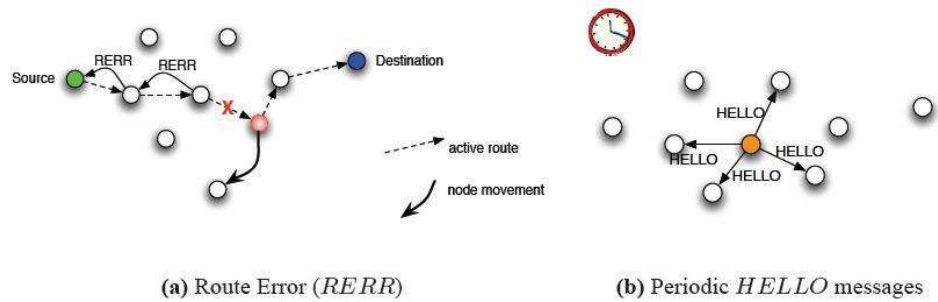 RERR
RERR
Source
Destination
X
active route
node movement
(a) Route Error (RERR)
HELLO
HELLO
HELLO
HELLO
(b) Periodic HELLO messages